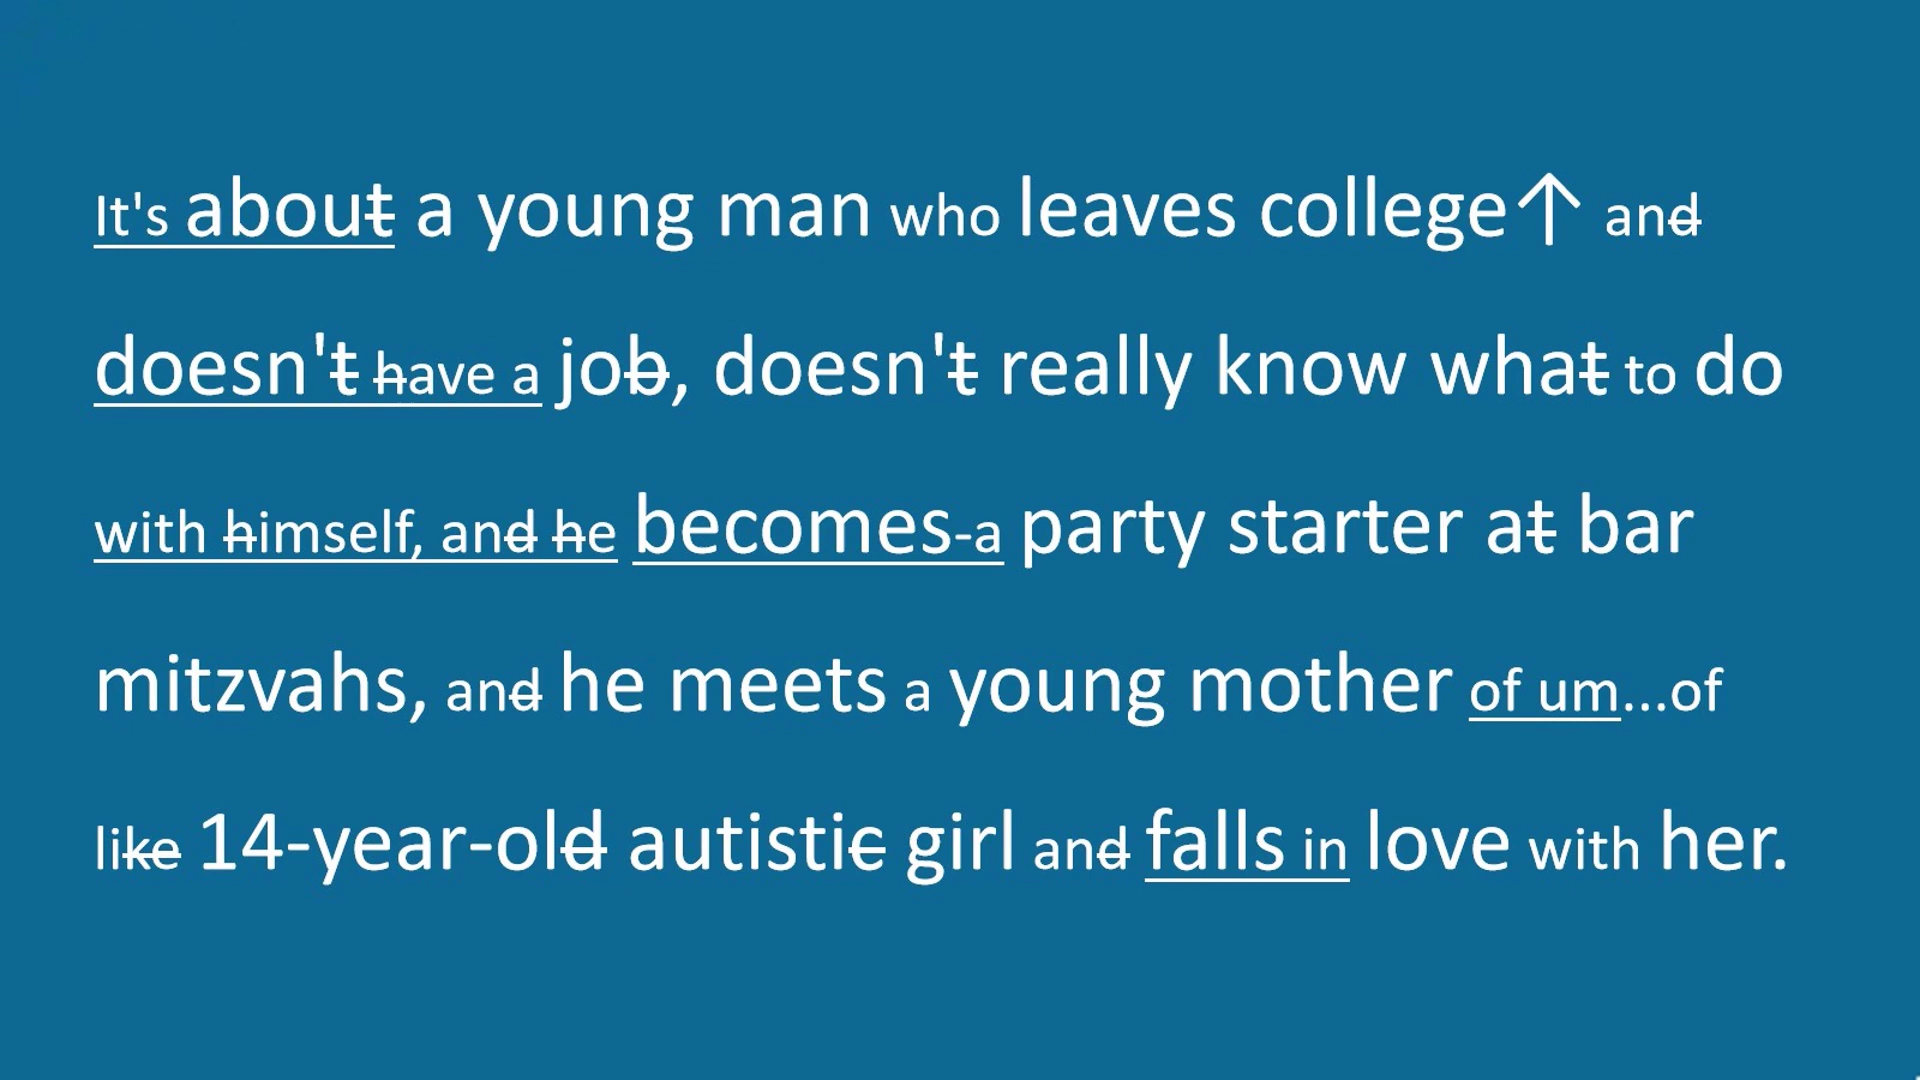 It's about a young man who leaves college↑ and
doesn't have a job, doesn't really know what to do
with himself, and he becomes-a party starter at bar
mitzvahs, and he meets a young mother of um...of
like 14-year-old autistic girl and falls in love with her.